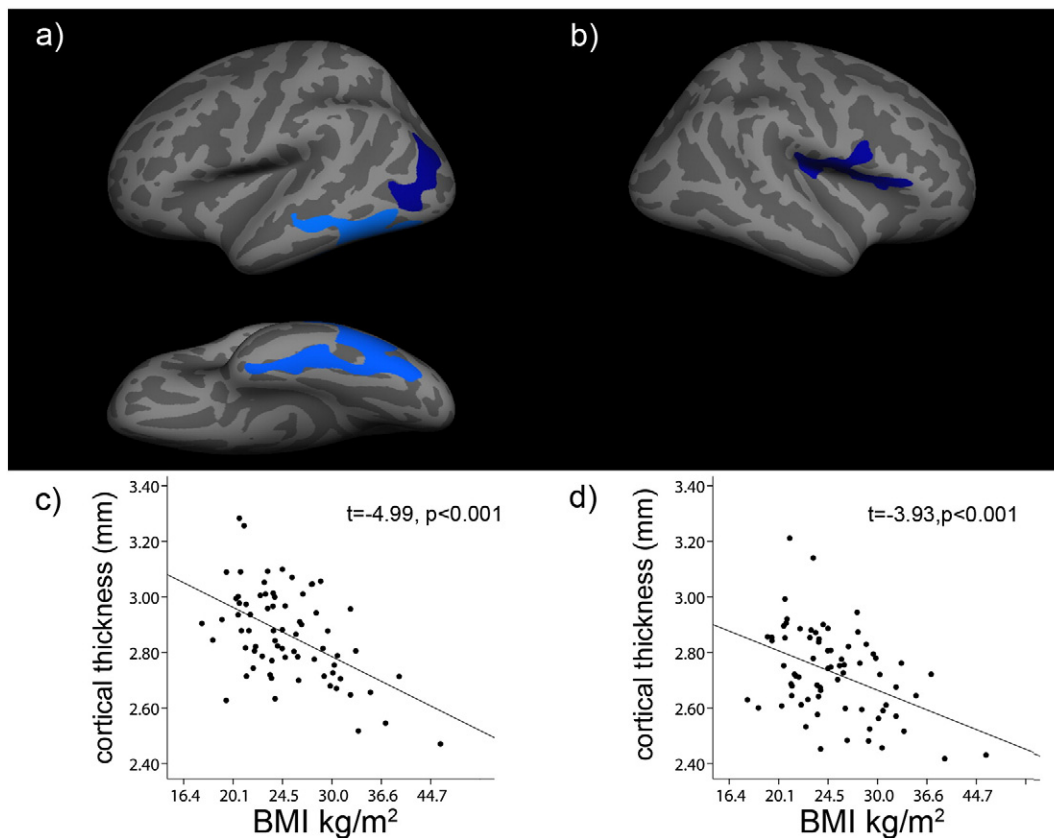 a)
b)
c)
cortical thickness (mm)
3.40
3.20
3.00
2.80
2.60
2.40
t=-4.99, p<0.001
16.4 20.1 24.5 30.0 36.6 44.7
BMI kg/m²
d)
cortical thickness (mm)
3.40
3.20
3.00
2.80
2.60
2.40
t=-3.93,p<0.001
16.4 20.1 24.5 30.0 36.6 44.7
BMI kg/m²